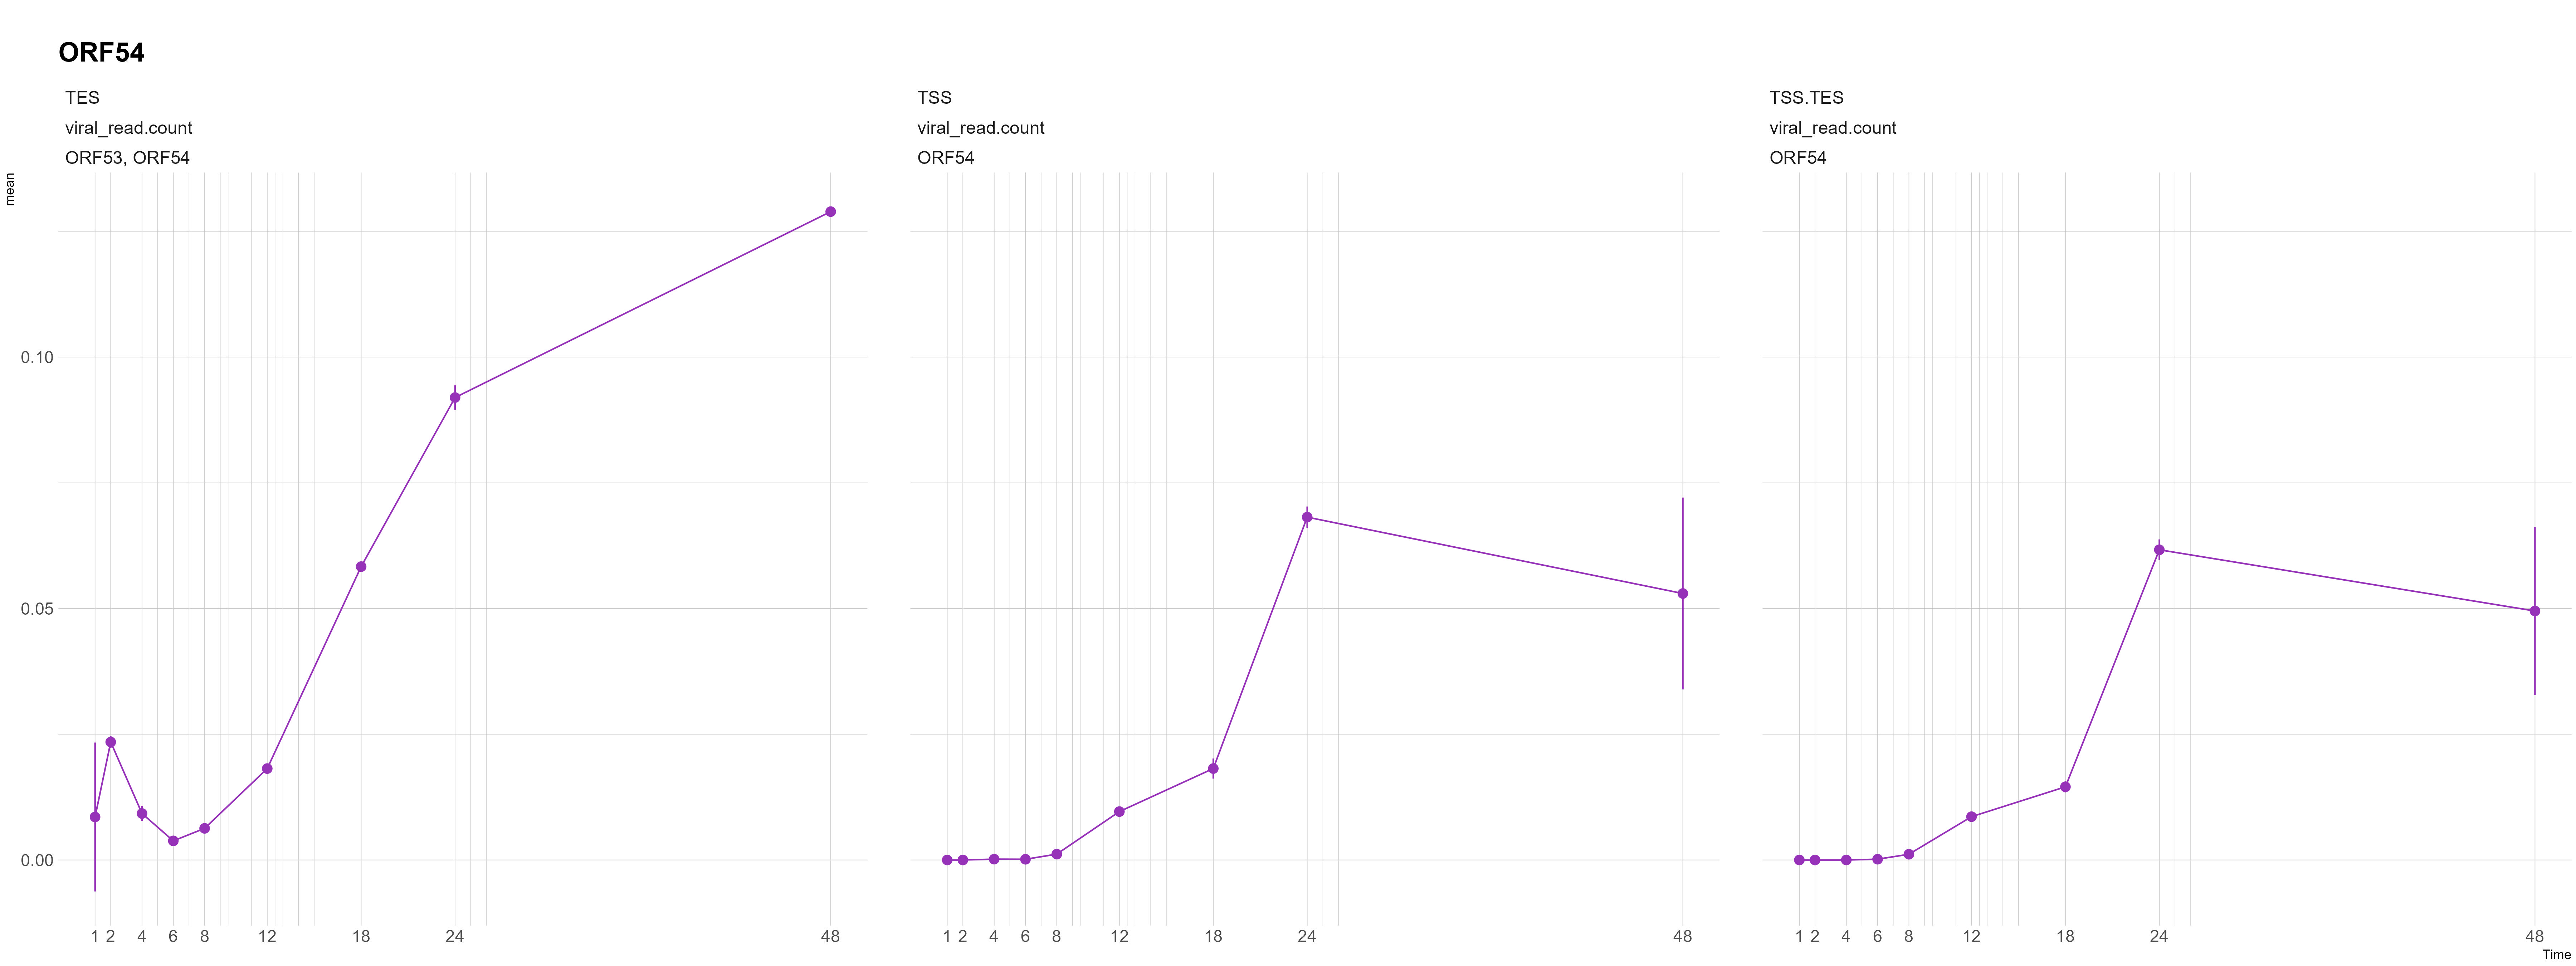 ORF54
TES
viral_read.count
ORF53, ORF54
TSS
viral_read.count
ORF54
TSS.TES
viral_read.count
ORF54
mean
0.10
0.05
0.00
1 2 4 6 8 12 18 24 48
1 2 4 6 8 12 18 24 48
1 2 4 6 8 12 18 24 48
Time